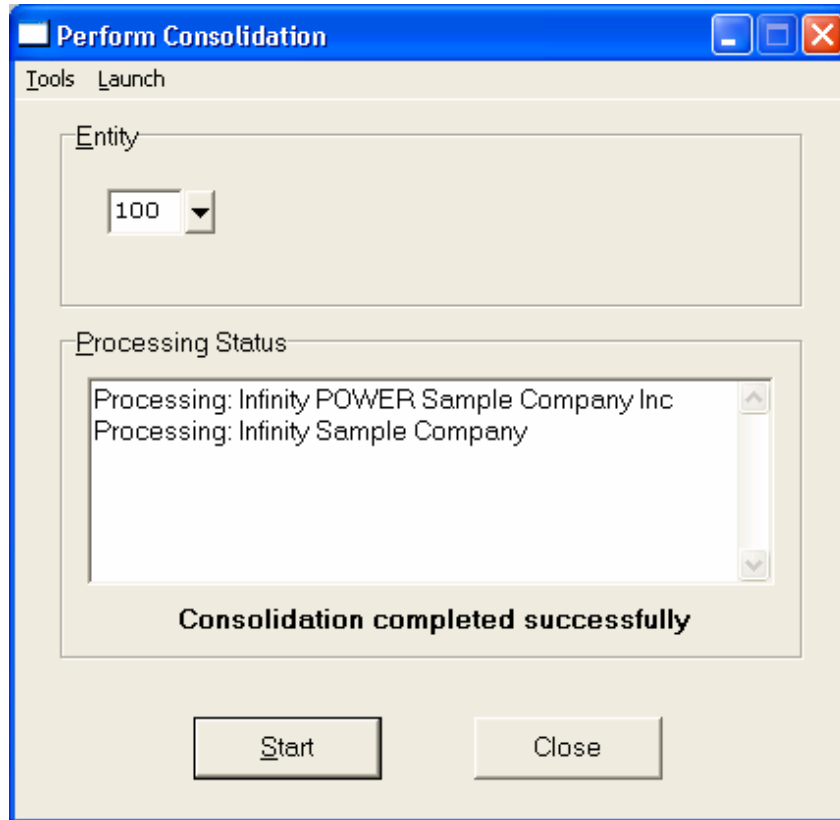 Perform Consolidation
Tools Launch
Entity
100
Processing Status
Processing: Infinity POWER Sample Company Inc
Processing: Infinity Sample Company
Consolidation completed successfully
Start Close